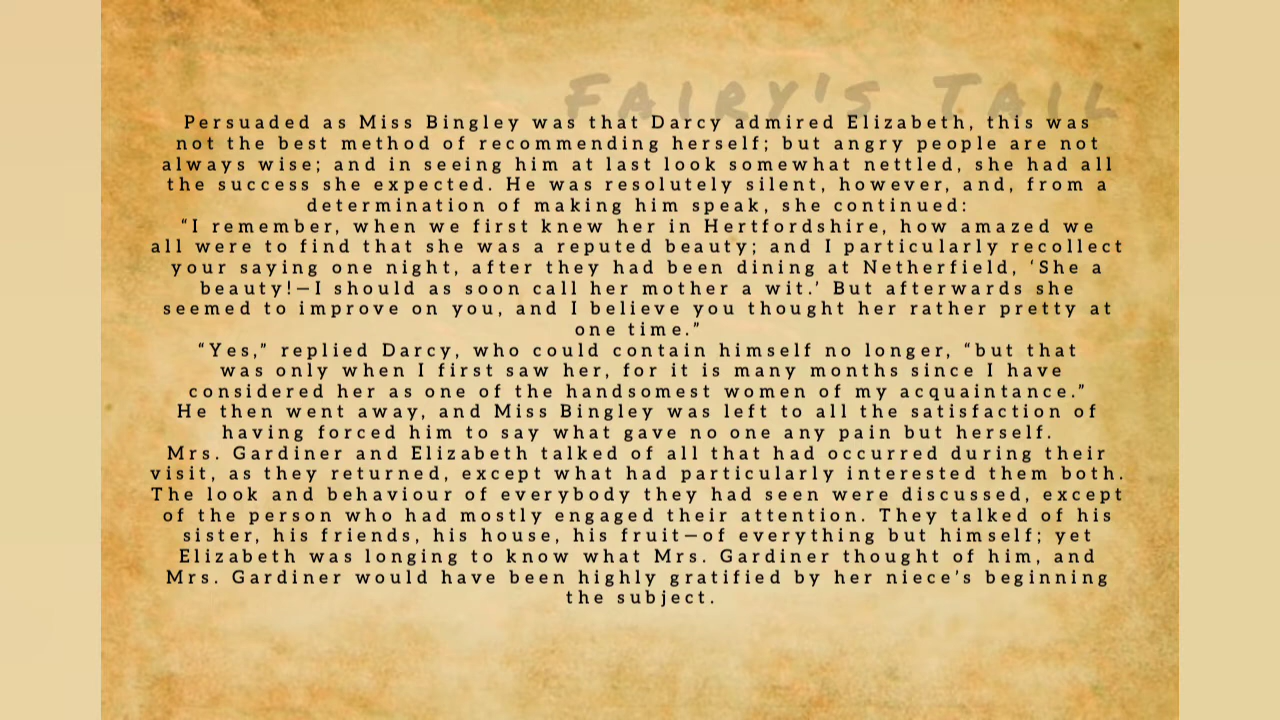 FAIRY'S TAIL
Persuaded as Miss Bingley was that Darcy admired Elizabeth, this was
not the best method of recommending herself; but angry people are not
always wise; and in seeing him at last look somewhat nettled, she had all
the success she expected. He was resolutely silent, however, and, from a
determination of making him speak, she continued:
“I remember, when we first knew her in Hertfordshire, how amazed we
all were to find that she was a reputed beauty; and I particularly recollect
your saying one night, after they had been dining at Netherfield, ‘She a
beauty!—I should as soon call her mother a wit.’ But afterwards she
seemed to improve on you, and I believe you thought her rather pretty at
one time.”
“Yes,” replied Darcy, who could contain himself no longer, “but that
was only when I first saw her, for it is many months since I have
considered her as one of the handsomest women of my acquaintance.”
He then went away, and Miss Bingley was left to all the satisfaction of
having forced him to say what gave no one any pain but herself.
Mrs. Gardiner and Elizabeth talked of all that had occurred during their
visit, as they returned, except what had particularly interested them both.
The look and behaviour of everybody they had seen were discussed, except
of the person who had mostly engaged their attention. They talked of his
sister, his friends, his house, his fruit—of everything but himself; yet
Elizabeth was longing to know what Mrs. Gardiner thought of him, and
Mrs. Gardiner would have been highly gratified by her niece’s beginning
the subject.